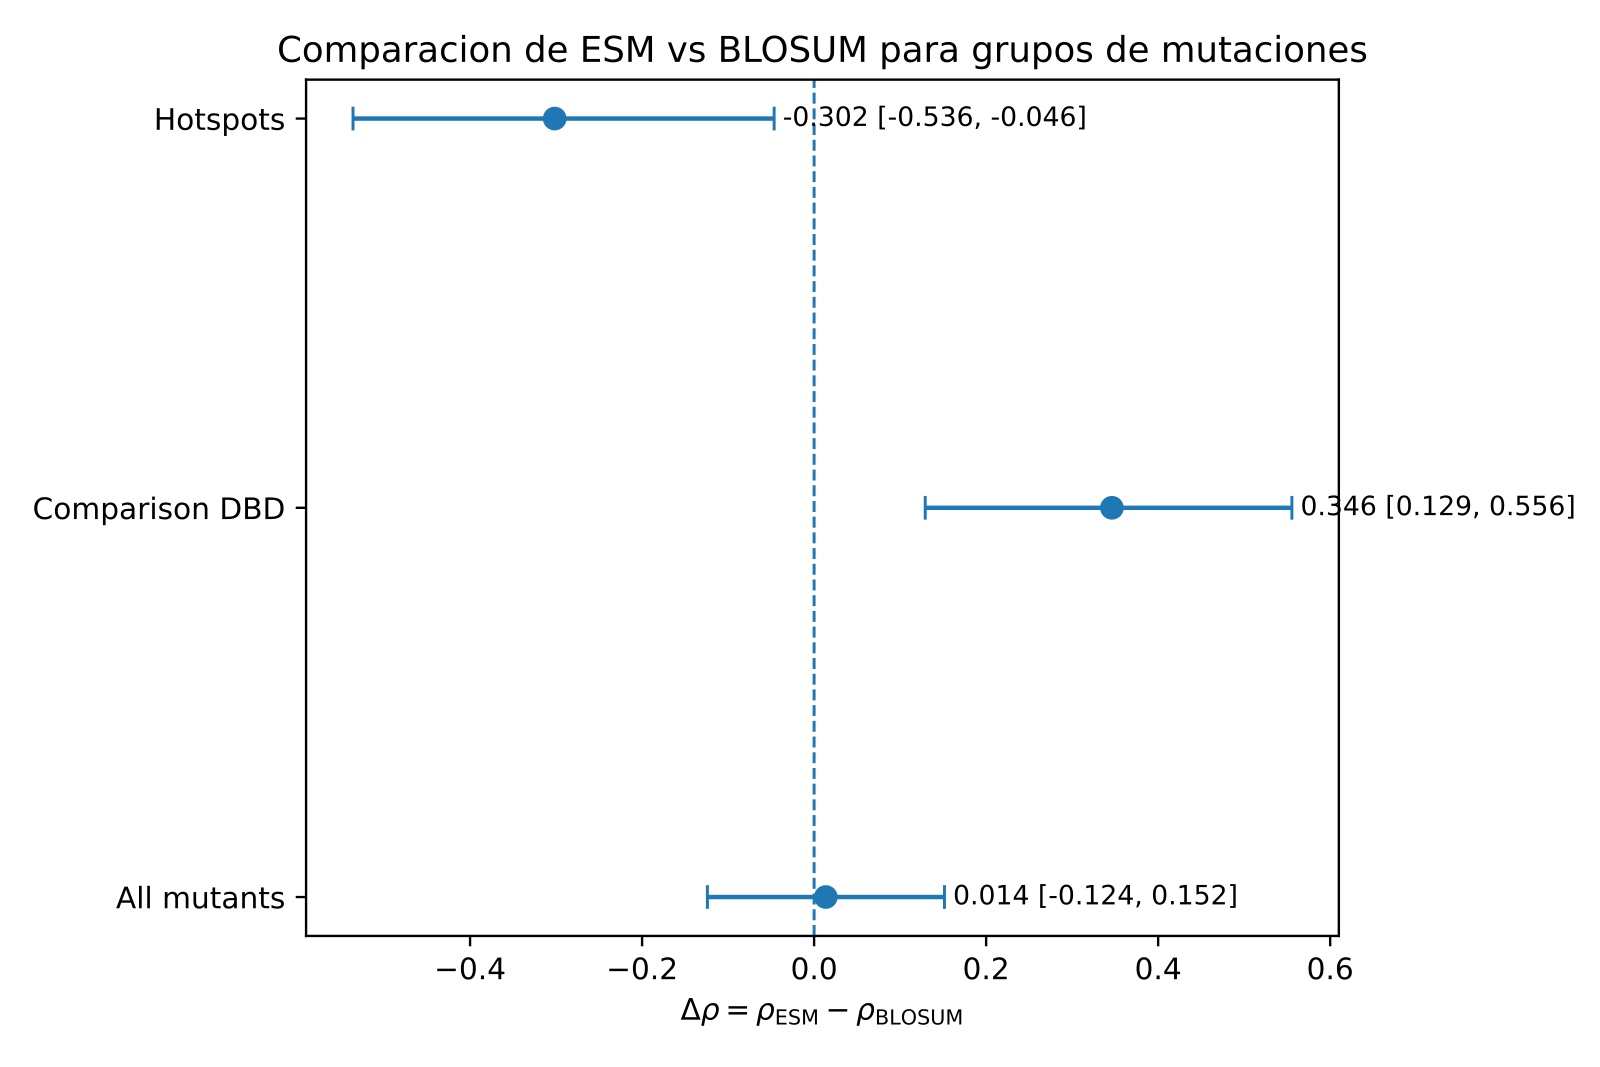 Comparacion de ESM vs BLOSUM para grupos de mutaciones
Hotspots
-0.302 [-0.536, -0.046]
Comparison DBD
0.346 [0.129, 0.556]
All mutants
0.014 [-0.124, 0.152]
−0.4 −0.2 0.0 0.2 0.4 0.6
Δρ = ρESM − ρBLOSUM